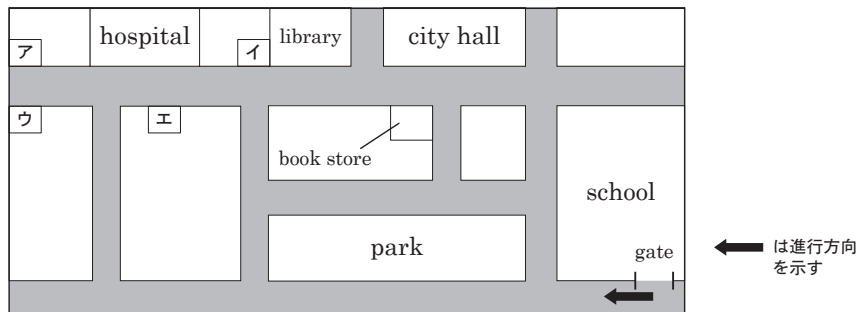 ア
hospital
イ
library
city hall
ウ
エ
book store
school
park
gate
は進行方向
を示す